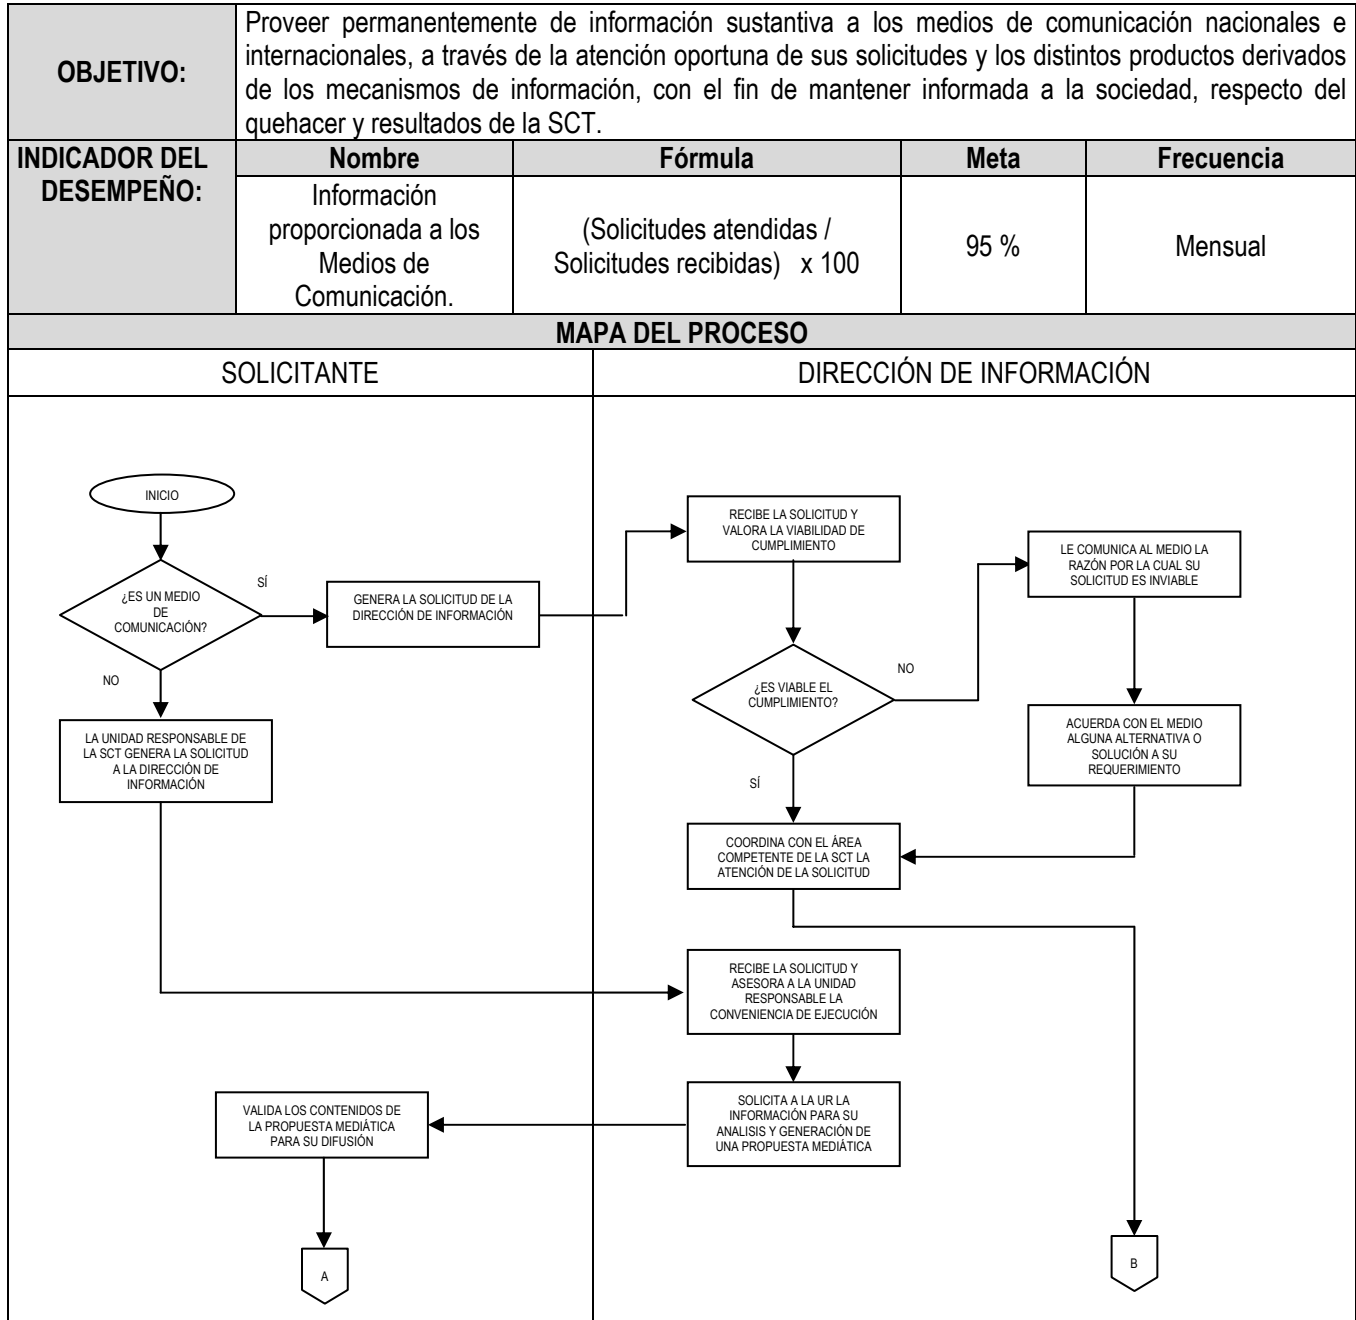 OBJETIVO:
Proveer permanentemente de información sustantiva a los medios de comunicación nacionales e
internacionales, a través de la atención oportuna de sus solicitudes y los distintos productos derivados
de los mecanismos de información, con el fin de mantener informada a la sociedad, respecto del
quehacer y resultados de la SCT.
INDICADOR DEL
DESEMPEÑO:
Nombre
Fórmula
Meta
Frecuencia
Información
proporcionada a los
Medios de
Comunicación.
(Solicitudes atendidas /
Solicitudes recibidas) x 100
95 %
Mensual
MAPA DEL PROCESO
SOLICITANTE
DIRECCIÓN DE INFORMACIÓN
INICIO
¿ES UN MEDIO
DE
COMUNICACIÓN?
SÍ
NO
GENERA LA SOLICITUD DE LA
DIRECCIÓN DE INFORMACIÓN
LA UNIDAD RESPONSABLE DE
LA SCT GENERA LA SOLICITUD
A LA DIRECCIÓN DE
INFORMACIÓN
RECIBE LA SOLICITUD Y
VALORA LA VIABILIDAD DE
CUMPLIMIENTO
¿ES VIABLE EL
CUMPLIMIENTO?
NO
SÍ
LE COMUNICA AL MEDIO LA
RAZÓN POR LA CUAL SU
SOLICITUD ES INVIABLE
ACUERDA CON EL MEDIO
ALGUNA ALTERNATIVA O
SOLUCIÓN A SU
REQUERIMIENTO
COORDINA CON EL ÁREA
COMPETENTE DE LA SCT LA
ATENCIÓN DE LA SOLICITUD
RECIBE LA SOLICITUD Y
ASESORA A LA UNIDAD
RESPONSABLE LA
CONVENIENCIA DE EJECUCIÓN
SOLICITA A LA UR LA
INFORMACIÓN PARA SU
ANALISIS Y GENERACIÓN DE
UNA PROPUESTA MEDIÁTICA
VALIDA LOS CONTENIDOS DE
LA PROPUESTA MEDIÁTICA
PARA SU DIFUSIÓN
A
B